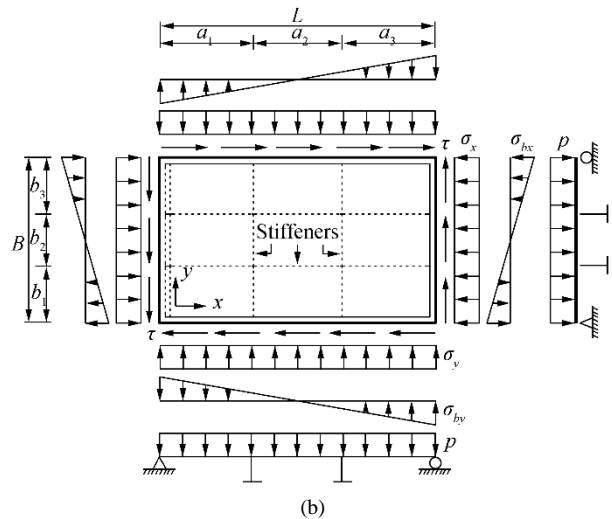 L
a1 a2 a3
τ σx σbx p
B b3 b2 b1
Stiffeners
y
x
τ
σy
σby
p
(b)